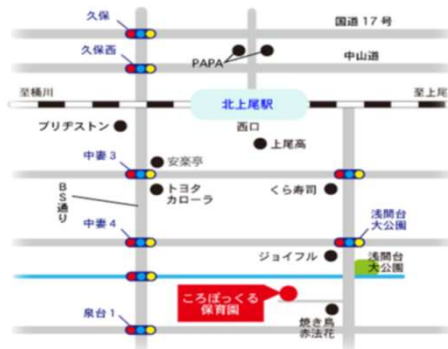 久保
国道17号
久保西
PAPA
中山道
至桶川
北上尾駅
至上尾
ブリヂストン
西口
上尾高
中妻3
安楽亭
BS通り
トヨタ
カローラ
くら寿司
中妻4
浅間台
大公園
ジョイフル
浅間台
大公園
ころぽっくる
保育園
泉台1
焼き鳥
赤法花